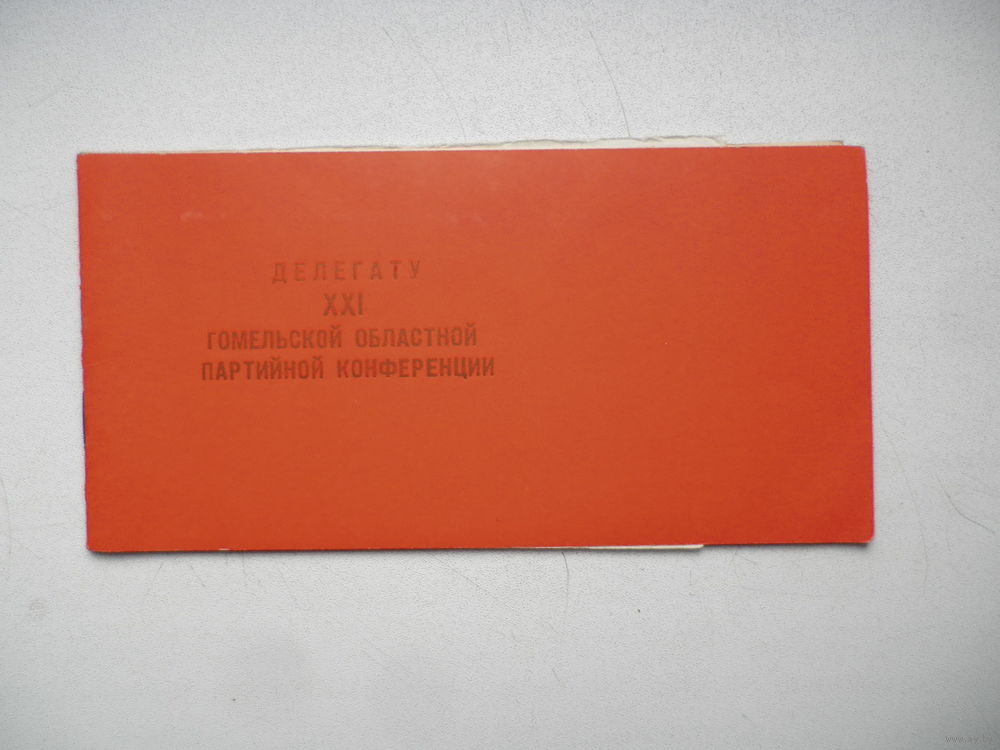 ДЕЛЕГАТУ
XXI
ГОМЕЛЬСКОЙ ОБЛАСТНОЙ
ПАРТИЙНОЙ КОНФЕРЕНЦИИ